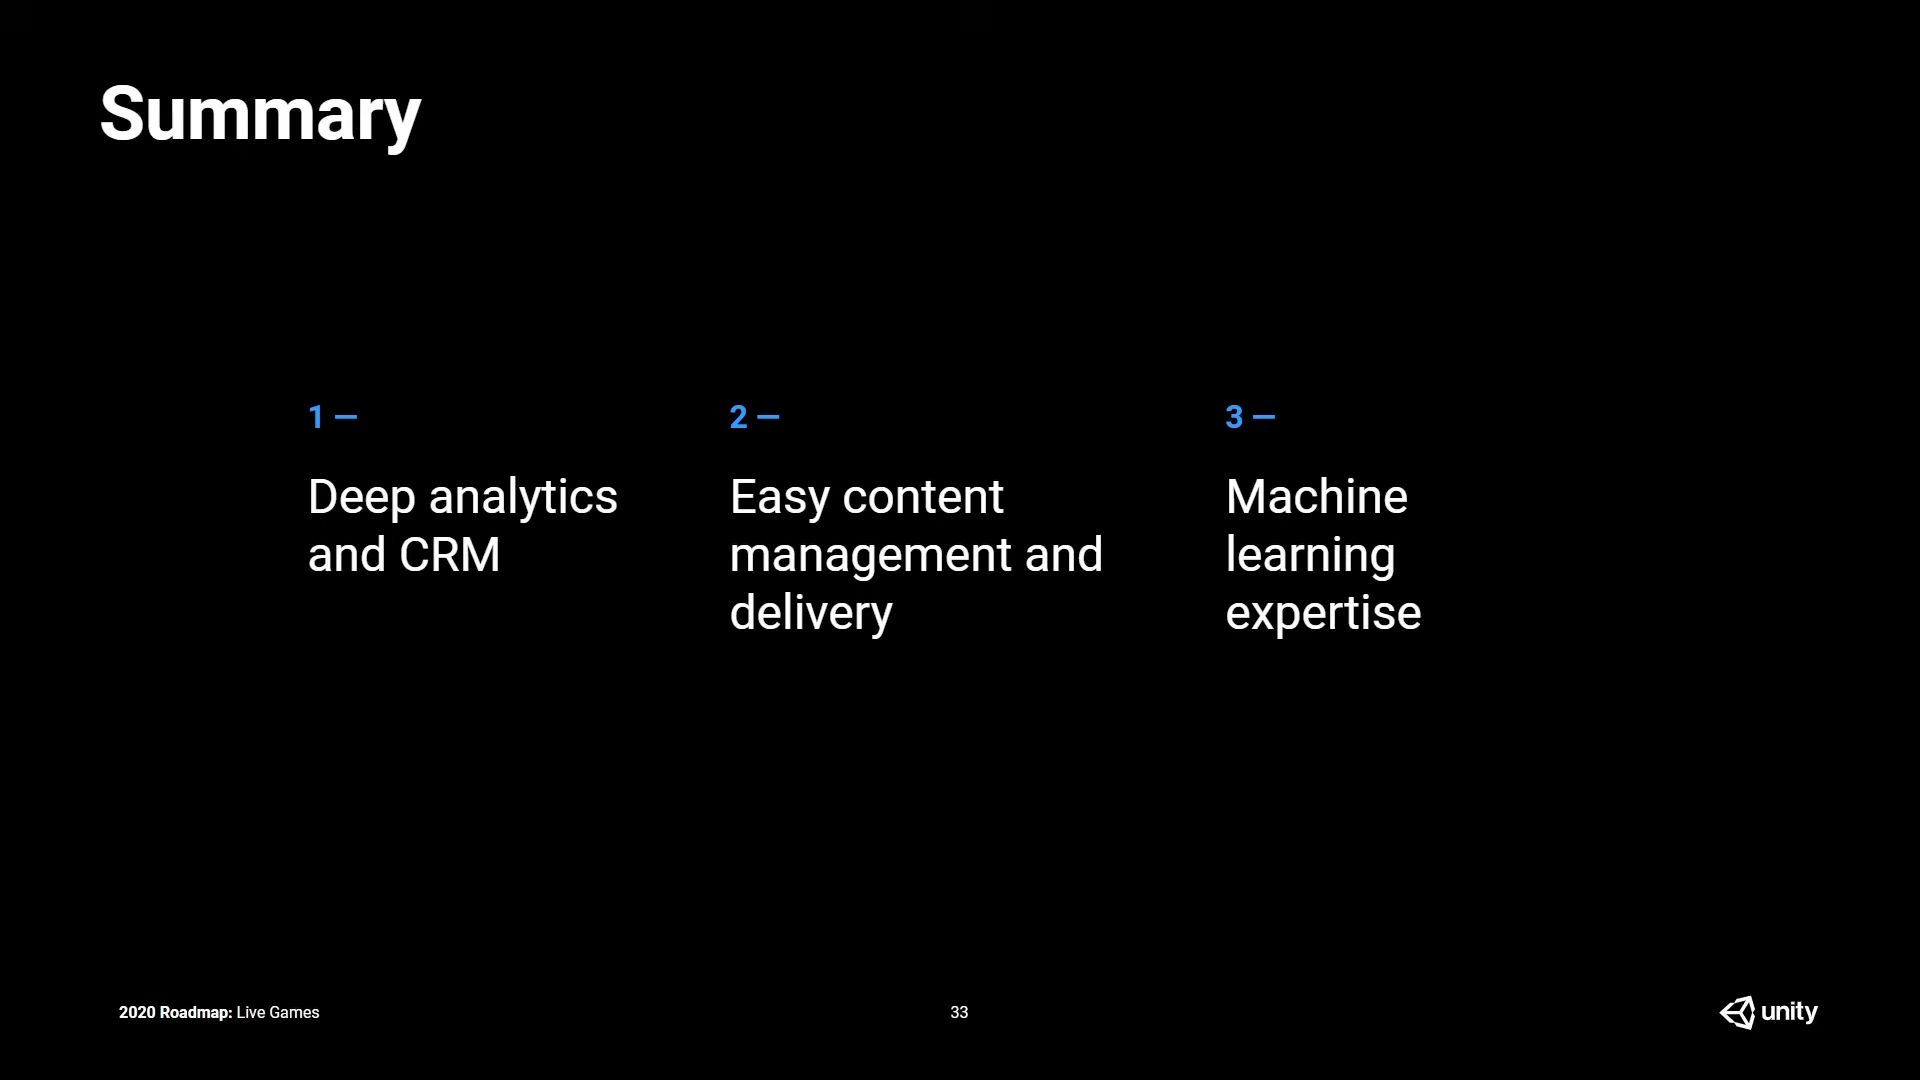 Summary
1 —
Deep analytics
and CRM
2 —
Easy content
management and
delivery
3 —
Machine
learning
expertise
2020 Roadmap: Live Games
33
unity